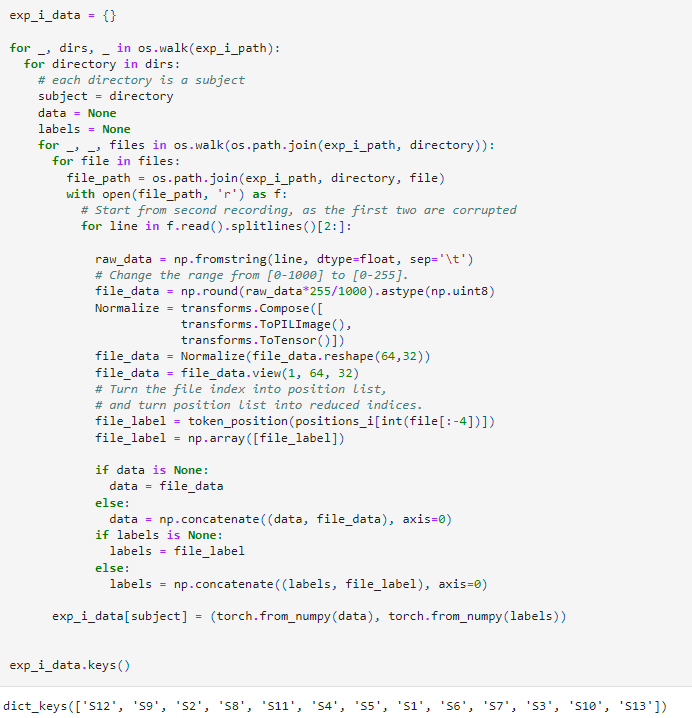 exp_i_data = {}

for _, dirs, _ in os.walk(exp_i_path):
  for directory in dirs:
    # each directory is a subject
    subject = directory
    data = None
    labels = None
    for _, _, files in os.walk(os.path.join(exp_i_path, directory)):
      for file in files:
        file_path = os.path.join(exp_i_path, directory, file)
        with open(file_path, 'r') as f:
          # Start from second recording, as the first two are corrupted
          for line in f.read().splitlines()[2:]:

            raw_data = np.fromstring(line, dtype=float, sep='\t')
            # Change the range from [0-1000] to [0-255].
            file_data = np.round(raw_data*255/1000).astype(np.uint8)
            Normalize = transforms.Compose([
                        transforms.ToPILImage(),
                        transforms.ToTensor()])
            file_data = Normalize(file_data.reshape(64,32))
            file_data = file_data.view(1, 64, 32)
            # Turn the file index into position list,
            # and turn position list into reduced indices.
            file_label = token_position(positions_i[int(file[:-4])])
            file_label = np.array([file_label])

            if data is None:
              data = file_data
            else:
              data = np.concatenate((data, file_data), axis=0)
            if labels is None:
              labels = file_label
            else:
              labels = np.concatenate((labels, file_label), axis=0)

      exp_i_data[subject] = (torch.from_numpy(data), torch.from_numpy(labels))


exp_i_data.keys()

dict_keys(['S12', 'S9', 'S2', 'S8', 'S11', 'S4', 'S5', 'S1', 'S6', 'S7', 'S3', 'S10', 'S13'])